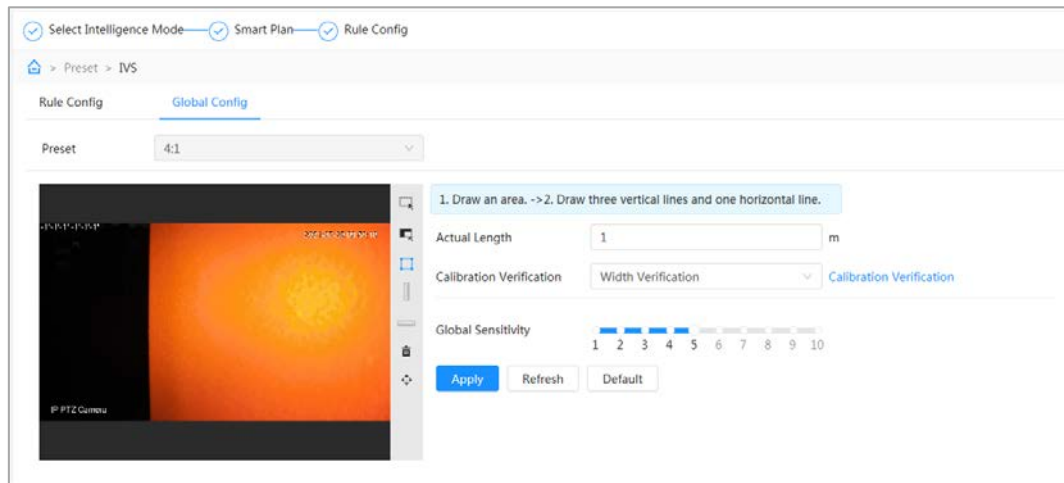 Select Intelligence Mode Smart Plan Rule Config
> Preset > IVS
Rule Config Global Config
Preset 4:1
1. Draw an area. ->2. Draw three vertical lines and one horizontal line.
Actual Length 1 m
Calibration Verification Width Verification Calibration Verification
Global Sensitivity
1 2 3 4 5 6 7 8 9 10
Apply Refresh Default
IP PTZ Camera